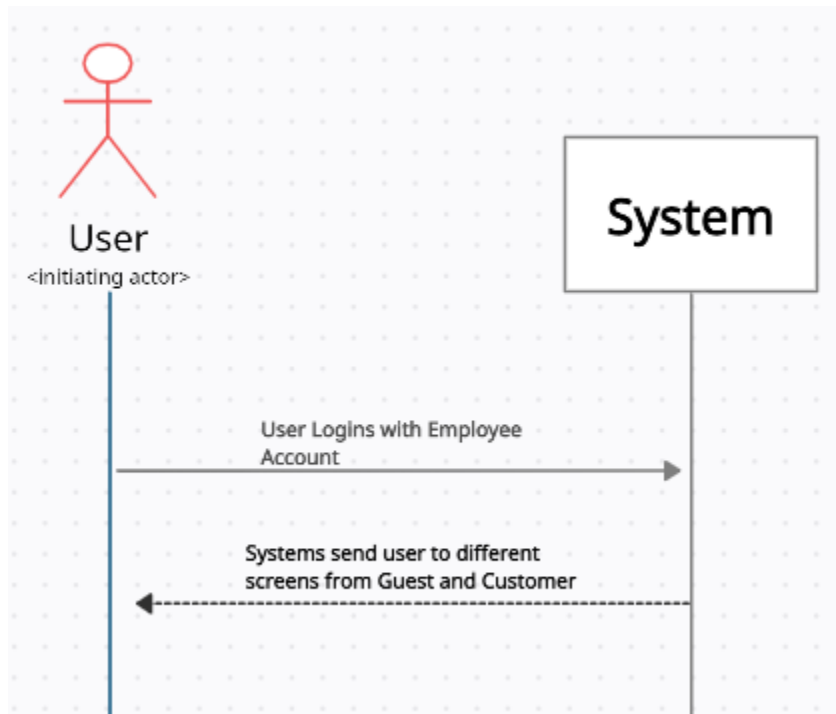 User
<initiating actor>
System
User Logins with Employee
Account
Systems send user to different
screens from Guest and Customer